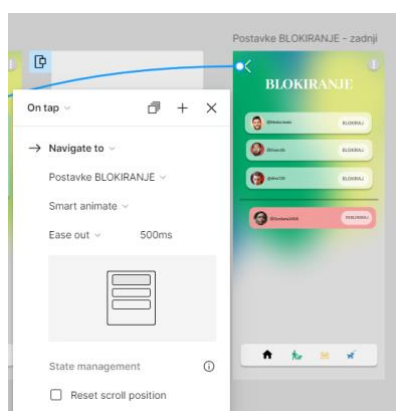 Postavke BLOKIRANJE – zadnji
On tap
Navigate to
Postavke BLOKIRANJE
Smart animate
Ease out 500ms
State management
Reset scroll position
BLOKIRANJE
BLOKIRAJ
BLOKIRAJ
BLOKIRAJ